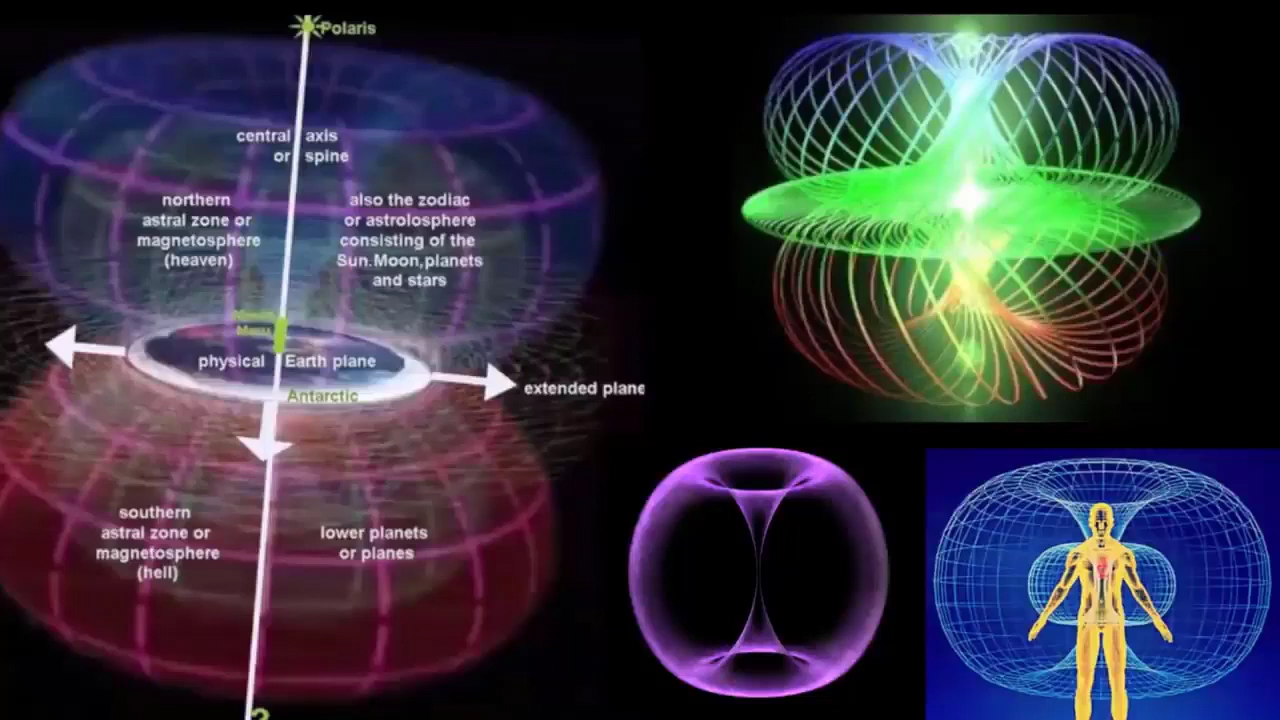 Polaris
central axis
or spine
northern
astral zone or
magnetosphere
(heaven)
also the zodiac
or astrolosphere
consisting of the
Sun.Moon,planets
and stars
physical Earth plane
Antarctic
extended plane
southern
astral zone or
magnetosphere
(hell)
lower planets
or planes
?